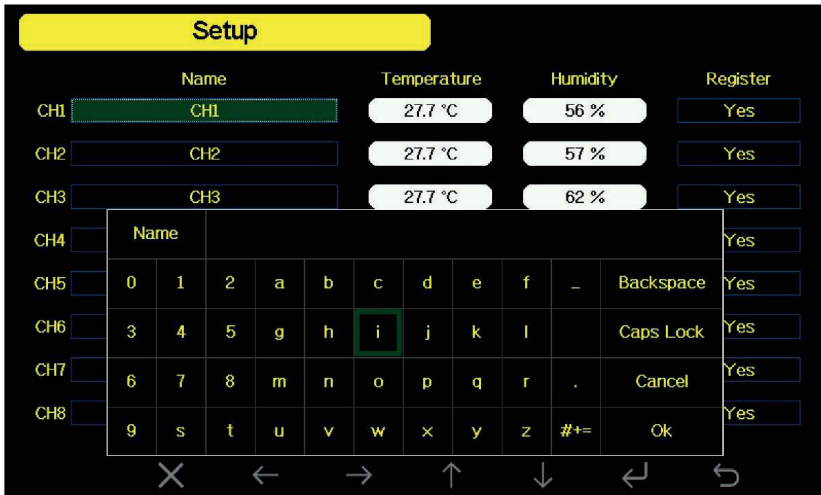 Setup
Name Temperature Humidity Register
CH1 CH1 27.7 °C 56 % Yes
CH2 CH2 27.7 °C 57 % Yes
CH3 CH3 27.7 °C 62 % Yes
CH4 Yes
CH5 Yes
CH6 Yes
CH7 Yes
CH8 Yes
Name
0 1 2 a b c d e f _ Backspace
3 4 5 g h i j k l Caps Lock
6 7 8 m n o p q r . Cancel
9 s t u v w x y z #+= Ok